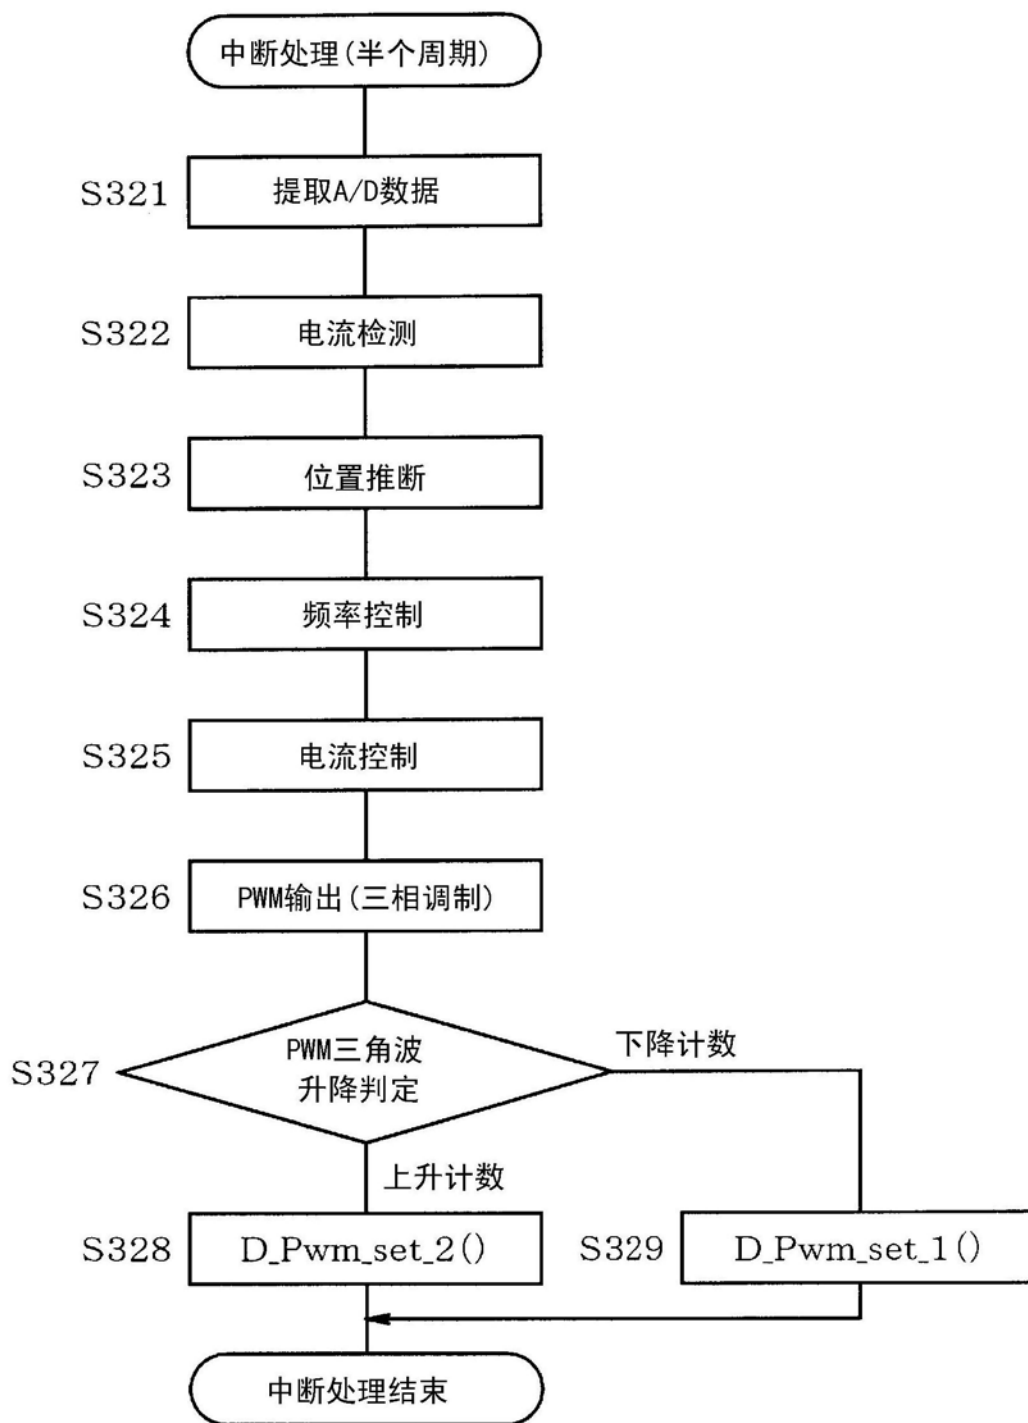 中断处理(半个周期)
S321
提取A/D数据
S322
电流检测
S323
位置推断
S324
频率控制
S325
电流控制
S326
PWM输出(三相调制)
S327
PWM三角波
升降判定
下降计数
上升计数
S328
D_Pwm_set_2()
S329
D_Pwm_set_1()
中断处理结束